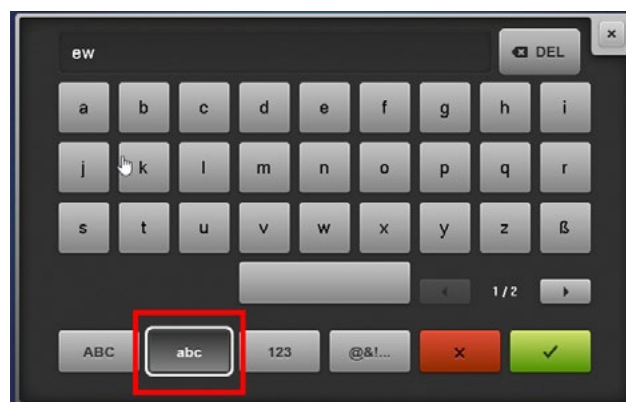 ew DEL ×
a b c d e f g h i
j k l m n o p q r
s t u v w x y z ß
1/2
ABC abc 123 @&!... ×